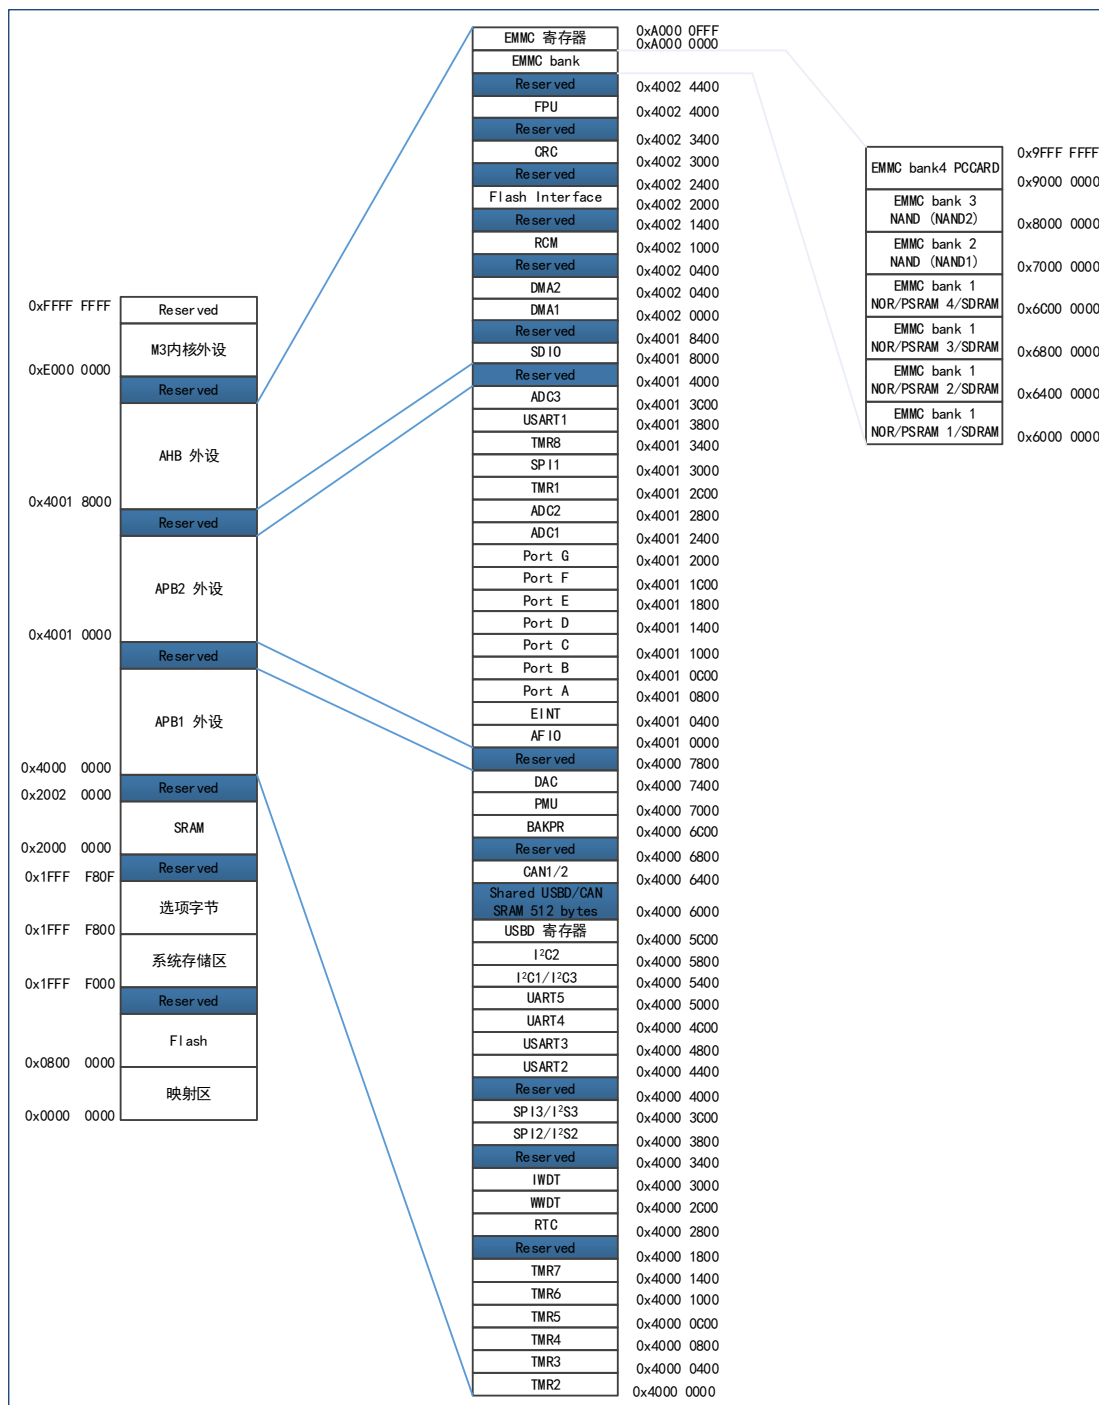 0xFFFF FFFF
Reserved
M3内核外设
0xE000 0000
Reserved
AHB 外设
0x4001 8000
Reserved
APB2 外设
0x4001 0000
Reserved
APB1 外设
0x4000 0000
Reserved
0x2002 0000
SRAM
0x2000 0000
Reserved
0x1FFF F80F
选项字节
0x1FFF F800
系统存储区
0x1FFF F000
Reserved
Flash
0x0800 0000
映射区
0x0000 0000
EMMC 寄存器
0xA000 0FFF
0xA000 0000
EMMC bank
Reserved
0x4002 4400
FPU
0x4002 4000
Reserved
0x4002 3400
CRC
0x4002 3000
Reserved
0x4002 2400
Flash Interface
0x4002 2000
Reserved
0x4002 1400
RCM
0x4002 1000
Reserved
0x4002 0400
DMA2
0x4002 0400
DMA1
0x4002 0000
Reserved
0x4001 8400
SDIO
0x4001 8000
Reserved
0x4001 4000
ADC3
0x4001 3C00
USART1
0x4001 3800
TMR8
0x4001 3400
SPI1
0x4001 3000
TMR1
0x4001 2C00
ADC2
0x4001 2800
ADC1
0x4001 2400
Port G
0x4001 2000
Port F
0x4001 1C00
Port E
0x4001 1800
Port D
0x4001 1400
Port C
0x4001 1000
Port B
0x4001 0C00
Port A
0x4001 0800
EINT
0x4001 0400
AFIO
0x4001 0000
Reserved
0x4000 7800
DAC
0x4000 7400
PMU
0x4000 7000
BAKPR
0x4000 6C00
Reserved
0x4000 6800
CAN1/2
0x4000 6400
Shared USBD/CAN
SRAM 512 bytes
0x4000 6000
USBD 寄存器
0x4000 5C00
I²C2
0x4000 5800
I²C1/I²C3
0x4000 5400
UART5
0x4000 5000
UART4
0x4000 4C00
USART3
0x4000 4800
USART2
0x4000 4400
Reserved
0x4000 4000
SPI3/I²S3
0x4000 3C00
SPI2/I²S2
0x4000 3800
Reserved
0x4000 3400
IWDT
0x4000 3000
WWDT
0x4000 2C00
RTC
0x4000 2800
Reserved
0x4000 1800
TMR7
0x4000 1400
TMR6
0x4000 1000
TMR5
0x4000 0C00
TMR4
0x4000 0800
TMR3
0x4000 0400
TMR2
0x4000 0000
0x9FFF FFFF
EMMC bank4 PCCARD
0x9000 0000
EMMC bank 3
NAND (NAND2)
0x8000 0000
EMMC bank 2
NAND (NAND1)
0x7000 0000
EMMC bank 1
NOR/PSRAM 4/SDRAM
0x6C00 0000
EMMC bank 1
NOR/PSRAM 3/SDRAM
0x6800 0000
EMMC bank 1
NOR/PSRAM 2/SDRAM
0x6400 0000
EMMC bank 1
NOR/PSRAM 1/SDRAM
0x6000 0000